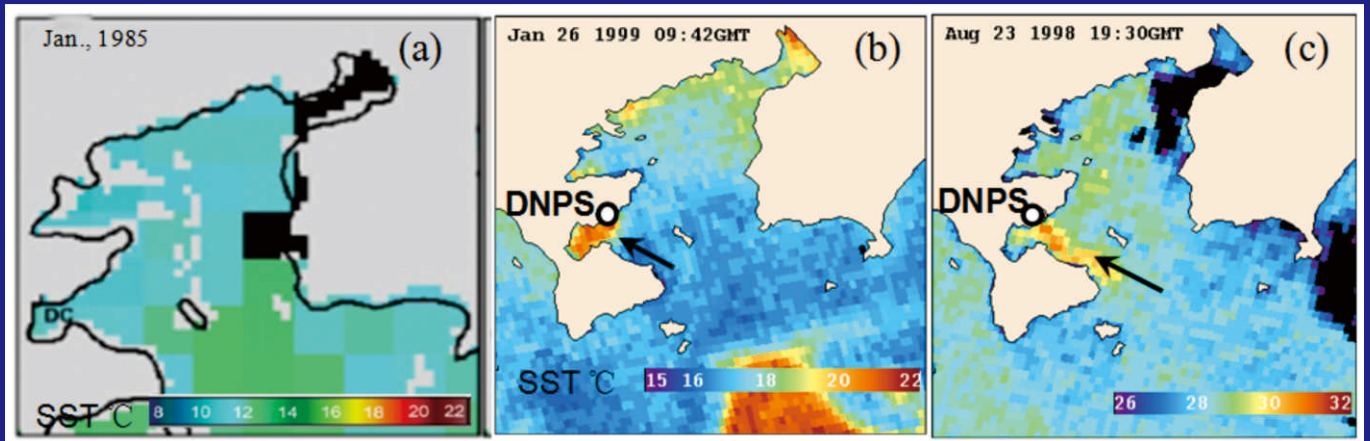 Jan., 1985
(a)
DC
SST ℃
8 10 12 14 16 18 20 22
Jan 26 1999 09:42GMT
(b)
DNPS
SST ℃
15 16 18 20 22
Aug 23 1998 19:30GMT
(c)
DNPS
26 28 30 32